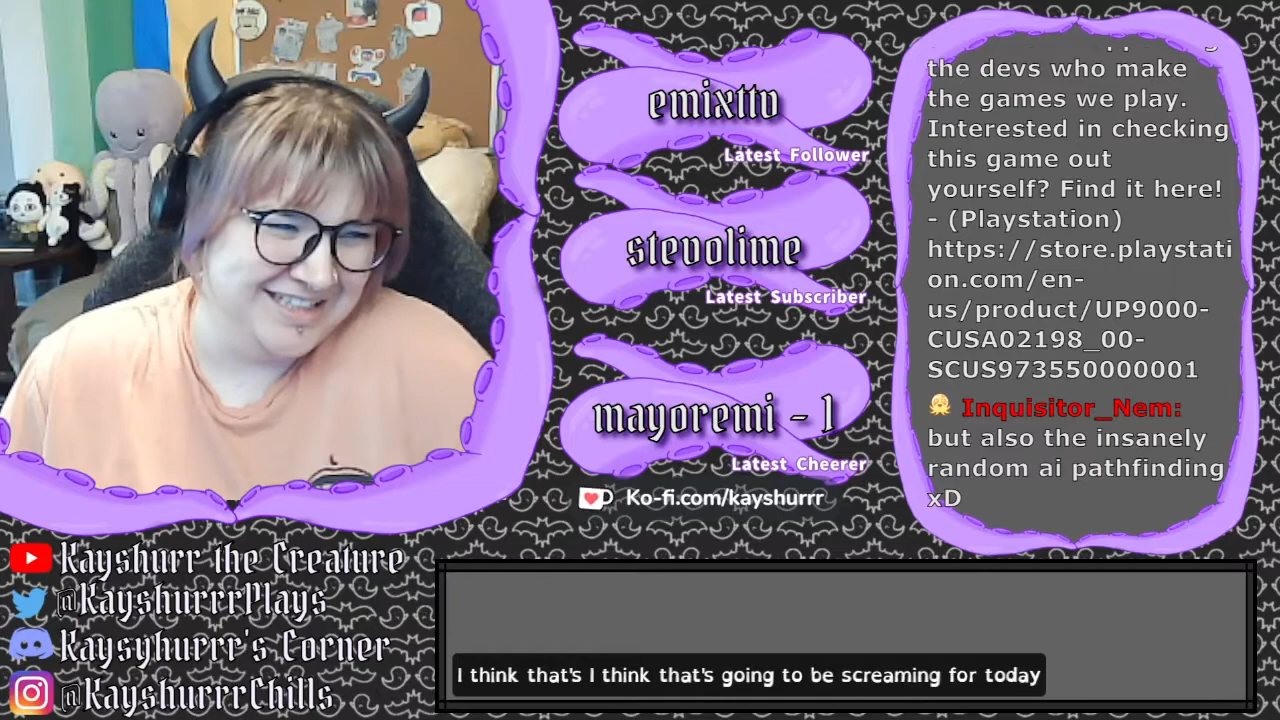 emixttv
Latest Follower
stevolime
Latest Subscriber
mayoremi - 1
Latest Cheerer
Ko-fi.com/kayshurrr
the devs who make
the games we play.
Interested in checking
this game out
yourself? Find it here!
- (Playstation)
https://store.playstati
on.com/en-
us/product/UP9000-
CUSA02198_00-
SCUS973550000001
Inquisitor_Nem:
but also the insanely
random ai pathfinding
xD
Kayshurr the Creature
@KayshurrrPlays
Kaysyhurrr's Corner
@KayshurrrChills
I think that's I think that's going to be screaming for today